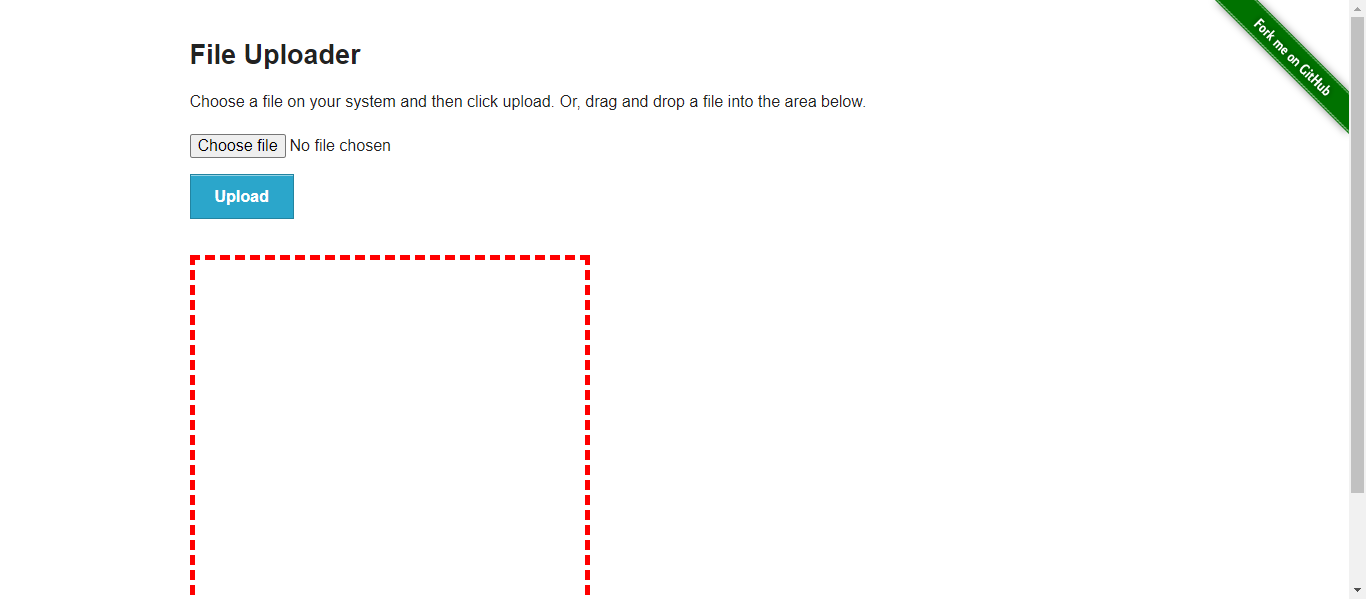 File Uploader
Choose a file on your system and then click upload. Or, drag and drop a file into the area below.
Choose file No file chosen
Upload
Fork me on GitHub